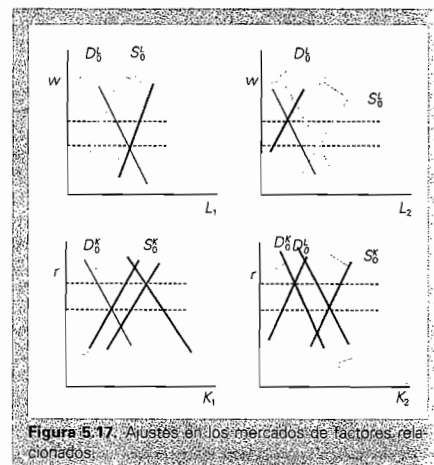 D₀ᴸ S₀ᴸ
w
L₁
D₀ᴸ
w
S₀ᴸ
L₂
D₀ᴷ S₀ᴷ
r
K₁
D₀ᴷ D₀ᴸ S₀ᴷ
r
K₂
Figura 5.17. Ajustes en los mercados de factores rela-
cionados.